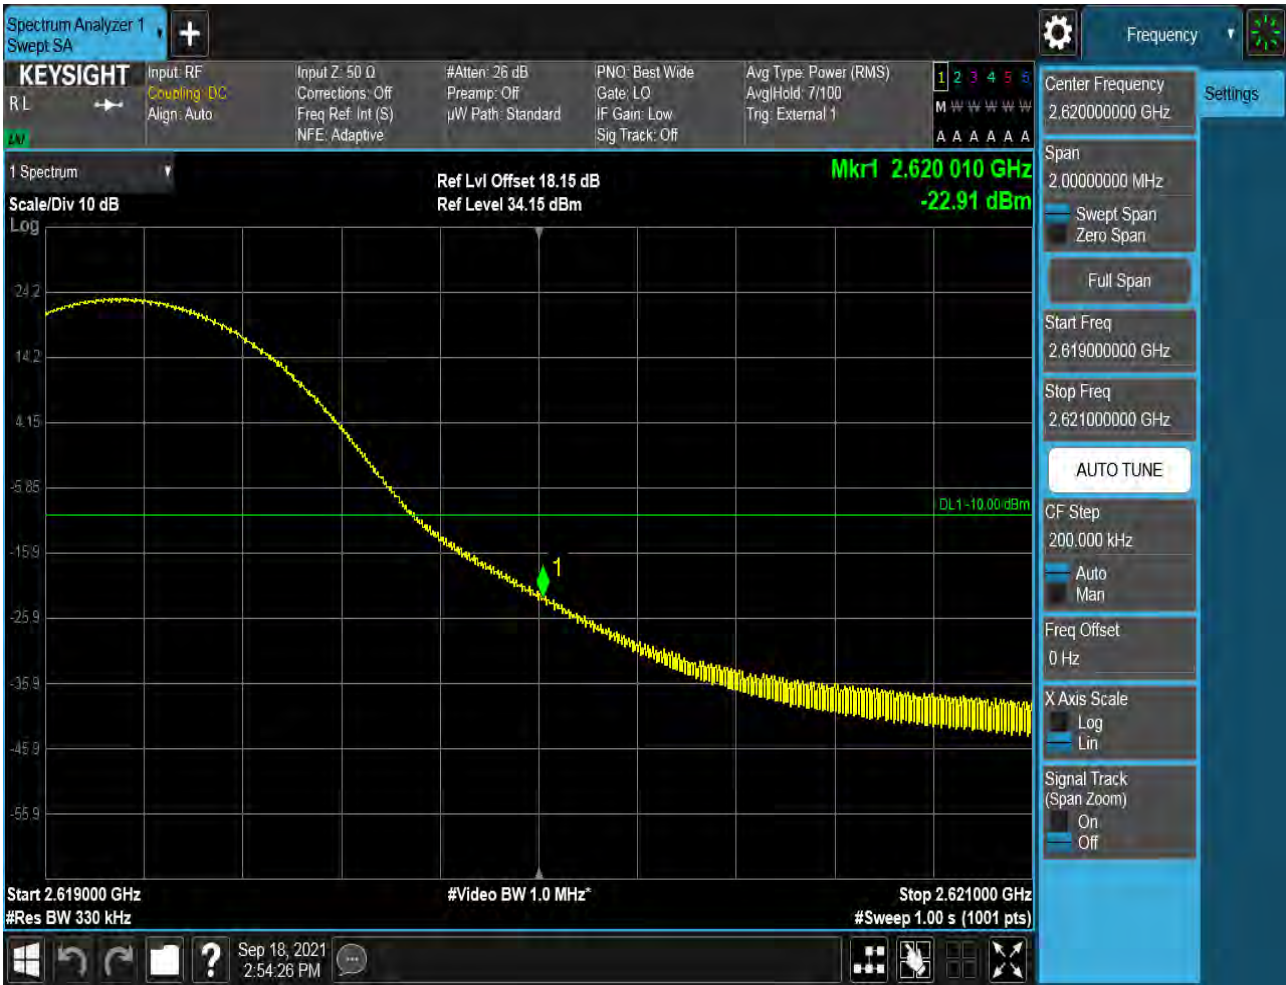 Spectrum Analyzer 1
Swept SA
+
Frequency
KEYSIGHT
R L
LXI
Input: RF
Coupling: DC
Align: Auto
Input Z: 50 Ω
Corrections: Off
Freq Ref: Int (S)
NFE: Adaptive
#Atten: 26 dB
Preamp: Off
µW Path: Standard
PNO: Best Wide
Gate: LO
IF Gain: Low
Sig Track: Off
Avg Type: Power (RMS)
Avg|Hold: 7/100
Trig: External 1
1 2 3 4 5 6
M W W W W W
A A A A A A
1 Spectrum
Scale/Div 10 dB
Log
Ref Lvl Offset 18.15 dB
Ref Level 34.15 dBm
Mkr1 2.620 010 GHz
-22.91 dBm
24.2
14.2
4.15
-5.85
-15.9
-25.9
-35.9
-45.9
-55.9
DL1 -10.00 dBm
1
Start 2.619000 GHz
#Res BW 330 kHz
#Video BW 1.0 MHz*
Stop 2.621000 GHz
#Sweep 1.00 s (1001 pts)
Center Frequency
2.620000000 GHz
Settings
Span
2.00000000 MHz
Swept Span
Zero Span
Full Span
Start Freq
2.619000000 GHz
Stop Freq
2.621000000 GHz
AUTO TUNE
CF Step
200.000 kHz
Auto
Man
Freq Offset
0 Hz
X Axis Scale
Log
Lin
Signal Track
(Span Zoom)
On
Off
?
Sep 18, 2021
2:54:26 PM